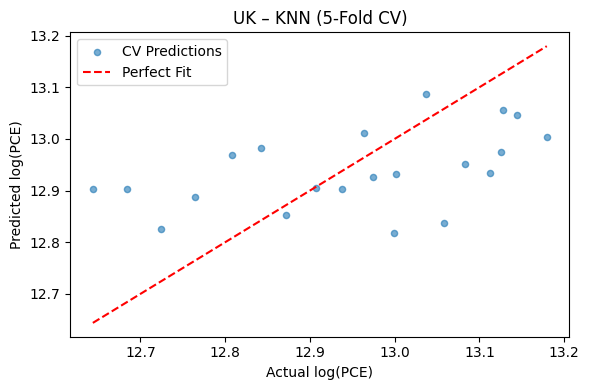 UK – KNN (5-Fold CV)
CV Predictions
Perfect Fit
Predicted log(PCE)
13.2
13.1
13.0
12.9
12.8
12.7
12.7 12.8 12.9 13.0 13.1 13.2
Actual log(PCE)